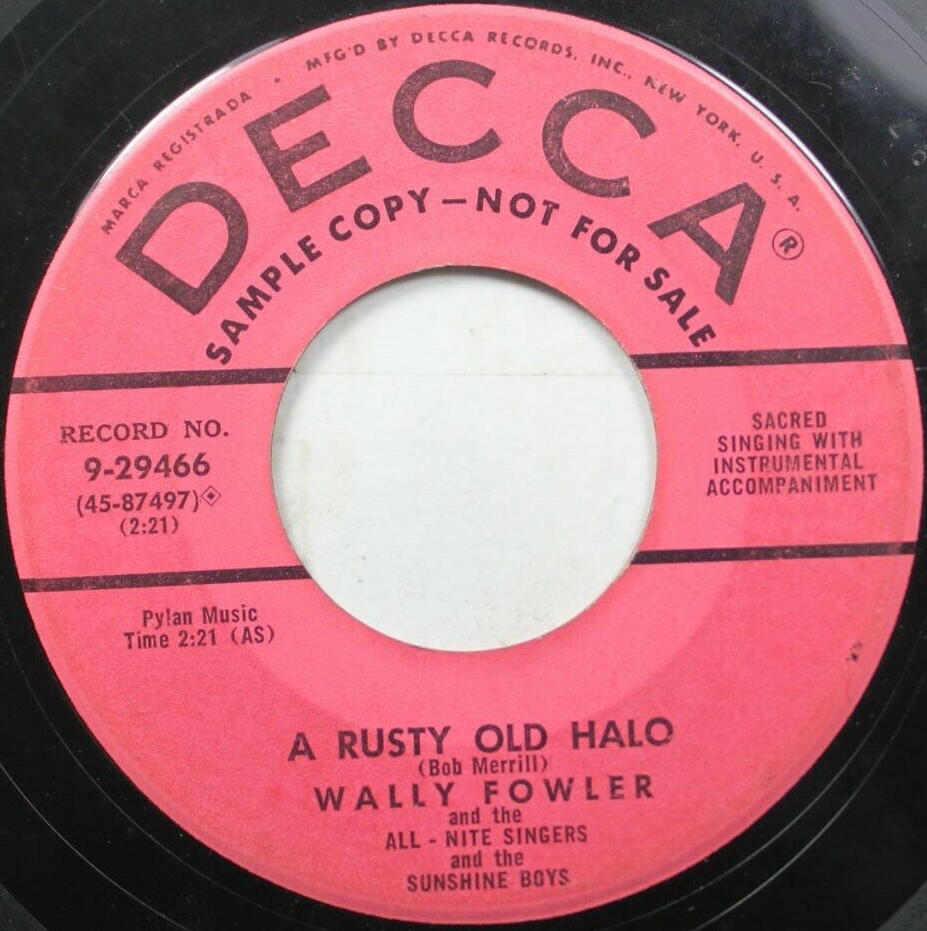 MARCA REGISTRADA • MFG'D BY DECCA RECORDS, INC., NEW YORK, U. S. A.
DECCA®
SAMPLE COPY—NOT FOR SALE
RECORD NO.
9-29466
(45-87497)
(2:21)
SACRED
SINGING WITH
INSTRUMENTAL
ACCOMPANIMENT
Pylan Music
Time 2:21 (AS)
A RUSTY OLD HALO
(Bob Merrill)
WALLY FOWLER
and the
ALL - NITE SINGERS
and the
SUNSHINE BOYS